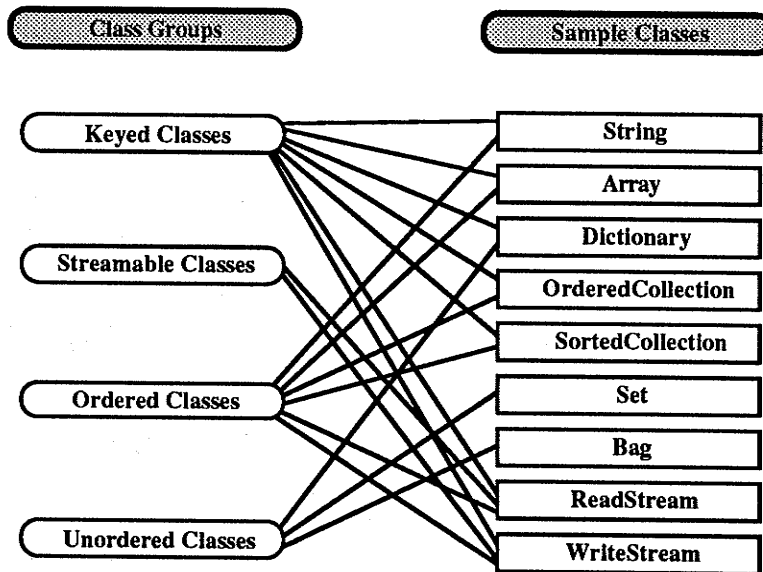 Class Groups
Sample Classes
Keyed Classes
Streamable Classes
Ordered Classes
Unordered Classes
String
Array
Dictionary
OrderedCollection
SortedCollection
Set
Bag
ReadStream
WriteStream